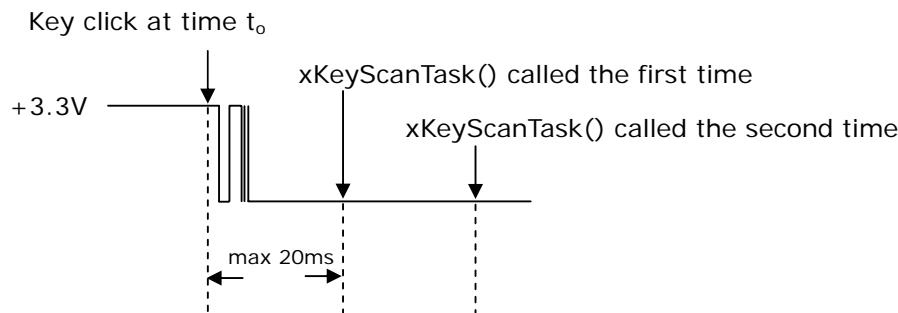 Key click at time to
xKeyScanTask() called the first time
+3.3V
xKeyScanTask() called the second time
max 20ms